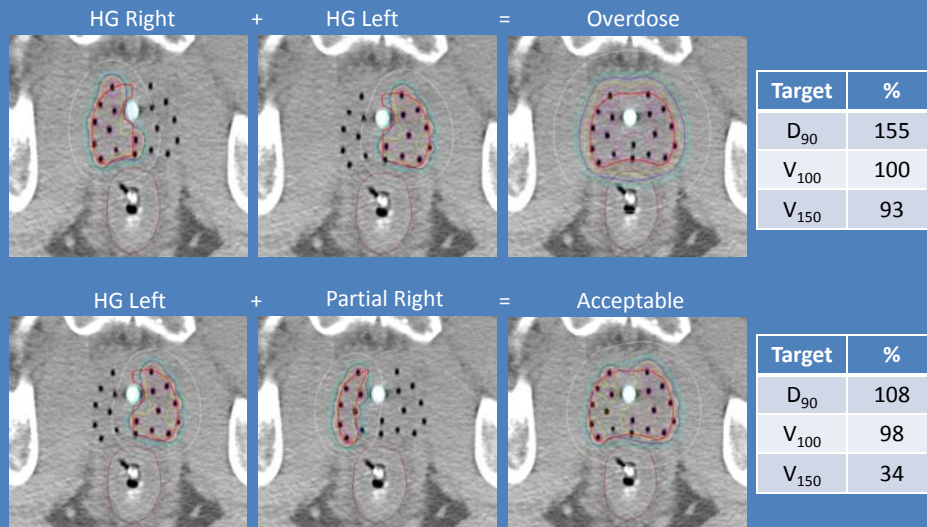 HG Right + HG Left = Overdose
Target %
D90 155
V100 100
V150 93
HG Left + Partial Right = Acceptable
Target %
D90 108
V100 98
V150 34